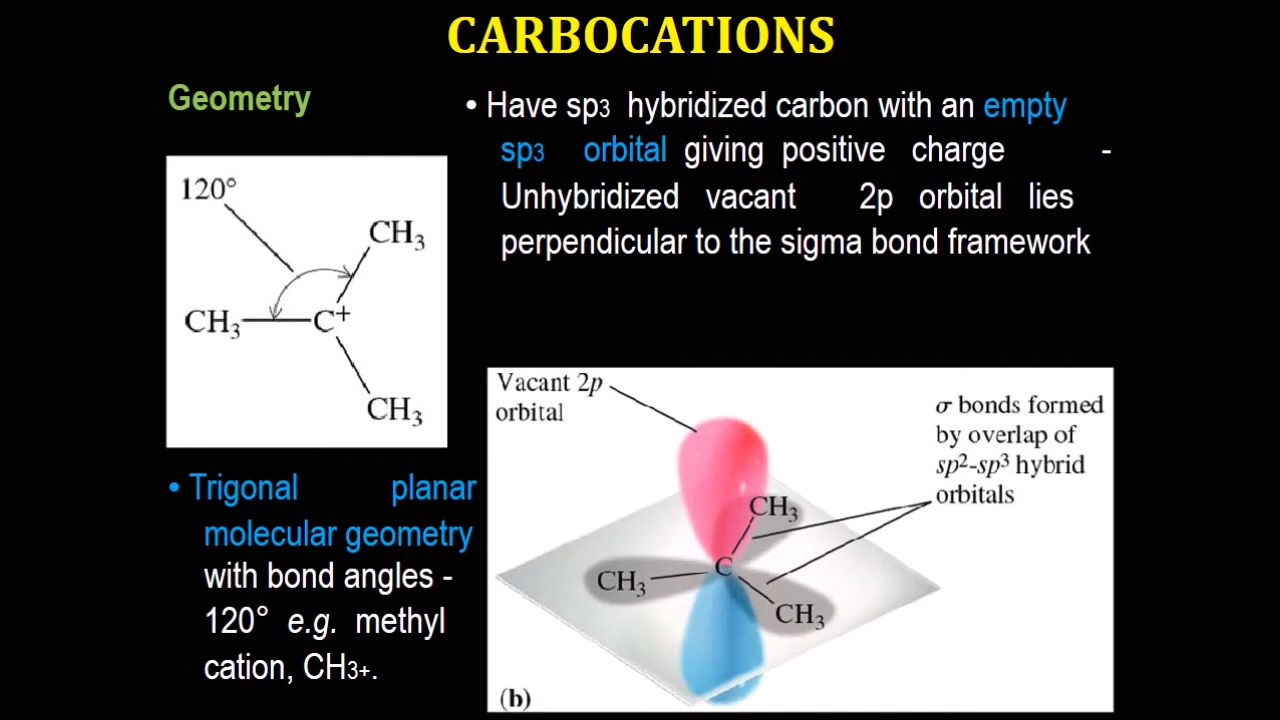 CARBOCATIONS
Geometry
• Have sp3 hybridized carbon with an empty
sp3 orbital giving positive charge -
Unhybridized vacant 2p orbital lies
perpendicular to the sigma bond framework
120°
CH₃
CH₃ C⁺
CH₃
• Trigonal planar
molecular geometry
with bond angles -
120° e.g. methyl
cation, CH3+.
Vacant 2p
orbital
σ bonds formed
by overlap of
sp²-sp³ hybrid
orbitals
CH₃
C
CH₃
CH₃
(b)